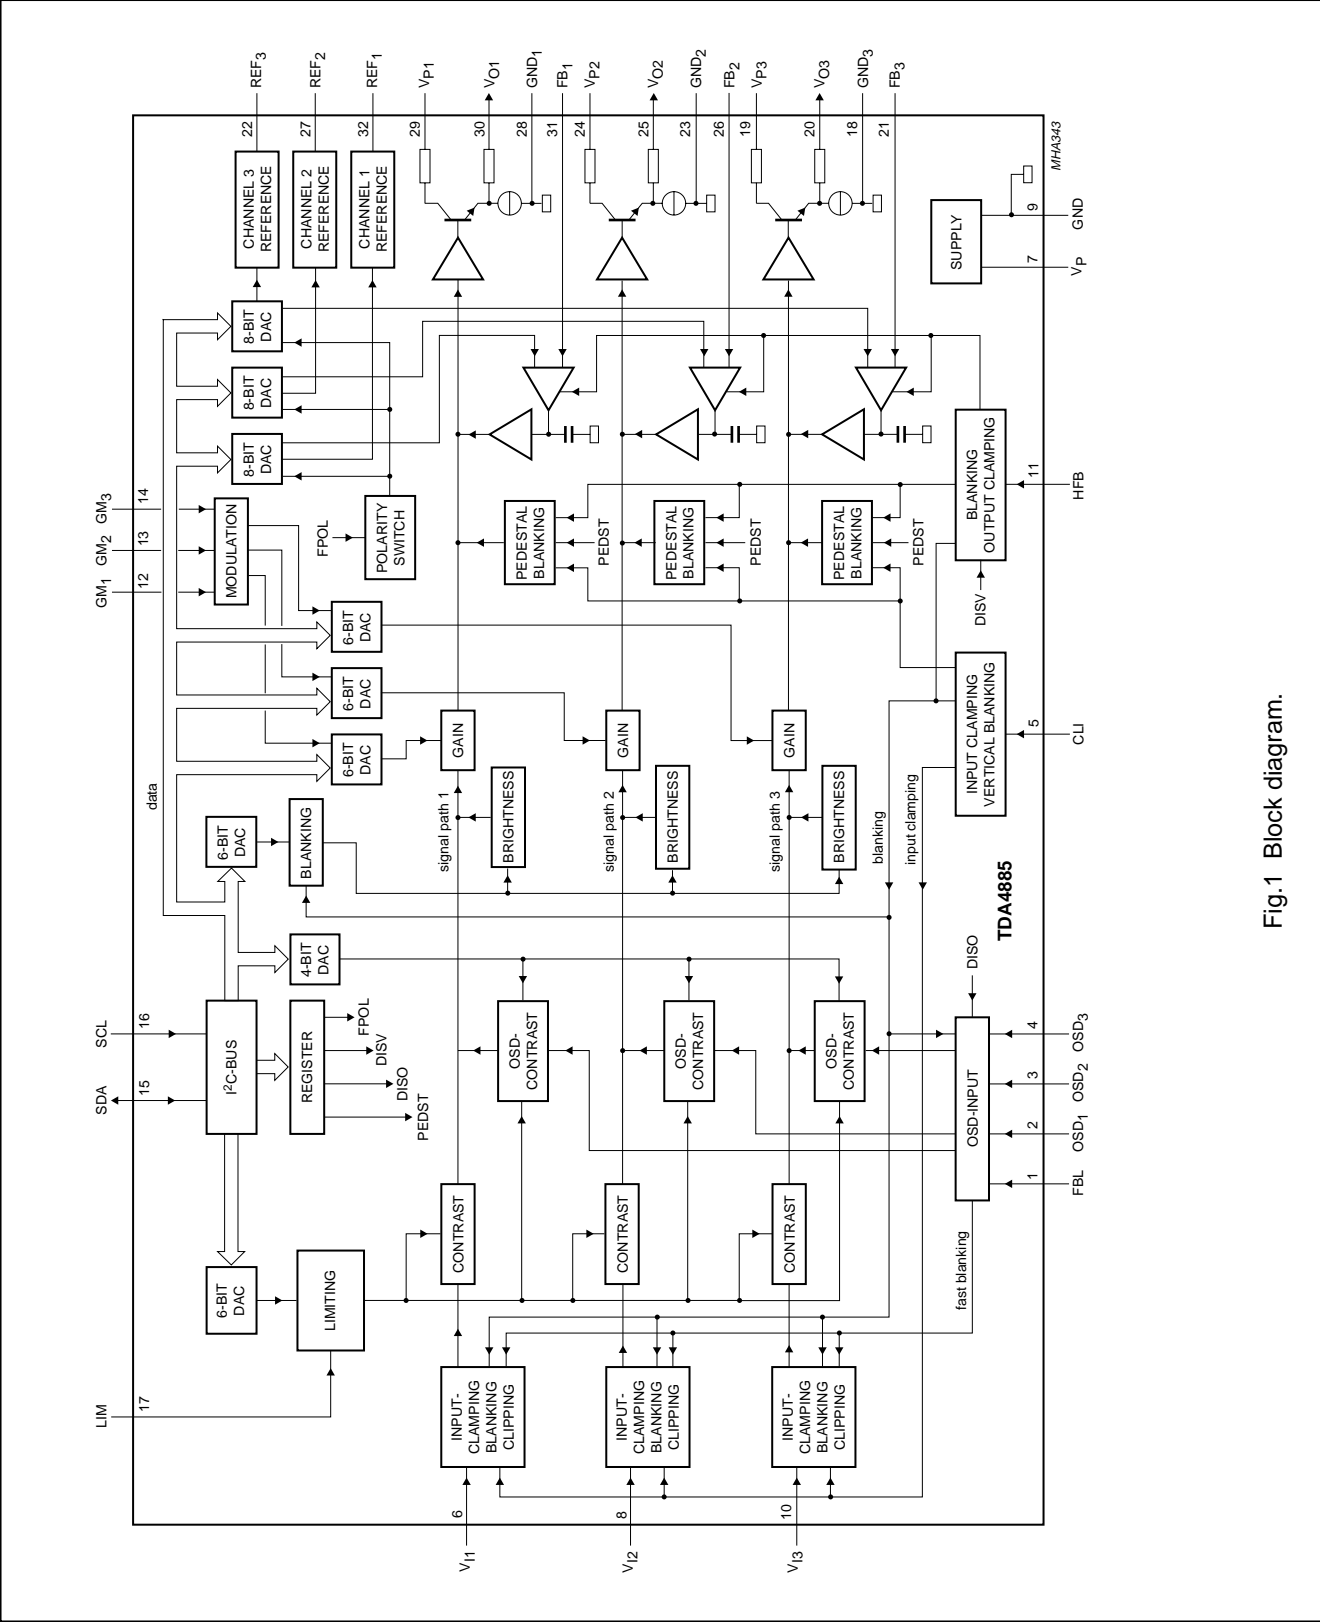 SDA
SCL
GM1
GM2
GM3
LIM
17
15
16
12
13
14
data
6-BIT
DAC
I²C-BUS
6-BIT
DAC
MODULATION
8-BIT
DAC
8-BIT
DAC
8-BIT
DAC
CHANNEL 3
REFERENCE
22
REF3
CHANNEL 2
REFERENCE
27
REF2
CHANNEL 1
REFERENCE
32
REF1
LIMITING
REGISTER
4-BIT
DAC
BLANKING
6-BIT
DAC
6-BIT
DAC
6-BIT
DAC
FPOL
POLARITY
SWITCH
FPOL
DISV
DISO
PEDST
VI1
6
INPUT-
CLAMPING
BLANKING
CLIPPING
CONTRAST
OSD-
CONTRAST
signal path 1
BRIGHTNESS
GAIN
PEDESTAL
BLANKING
PEDST
29
VP1
30
VO1
28
GND1
31
FB1
VI2
8
INPUT-
CLAMPING
BLANKING
CLIPPING
CONTRAST
OSD-
CONTRAST
signal path 2
BRIGHTNESS
GAIN
PEDESTAL
BLANKING
PEDST
24
VP2
25
VO2
23
GND2
26
FB2
VI3
10
INPUT-
CLAMPING
BLANKING
CLIPPING
CONTRAST
OSD-
CONTRAST
signal path 3
BRIGHTNESS
GAIN
PEDESTAL
BLANKING
PEDST
19
VP3
20
VO3
18
GND3
21
FB3
blanking
input clamping
fast blanking
OSD-INPUT
DISO
TDA4885
INPUT CLAMPING
VERTICAL BLANKING
DISV
BLANKING
OUTPUT CLAMPING
SUPPLY
1
2
3
4
5
11
7
9
FBL
OSD1
OSD2
OSD3
CLI
HFB
VP
GND
MHA343
Fig.1 Block diagram.